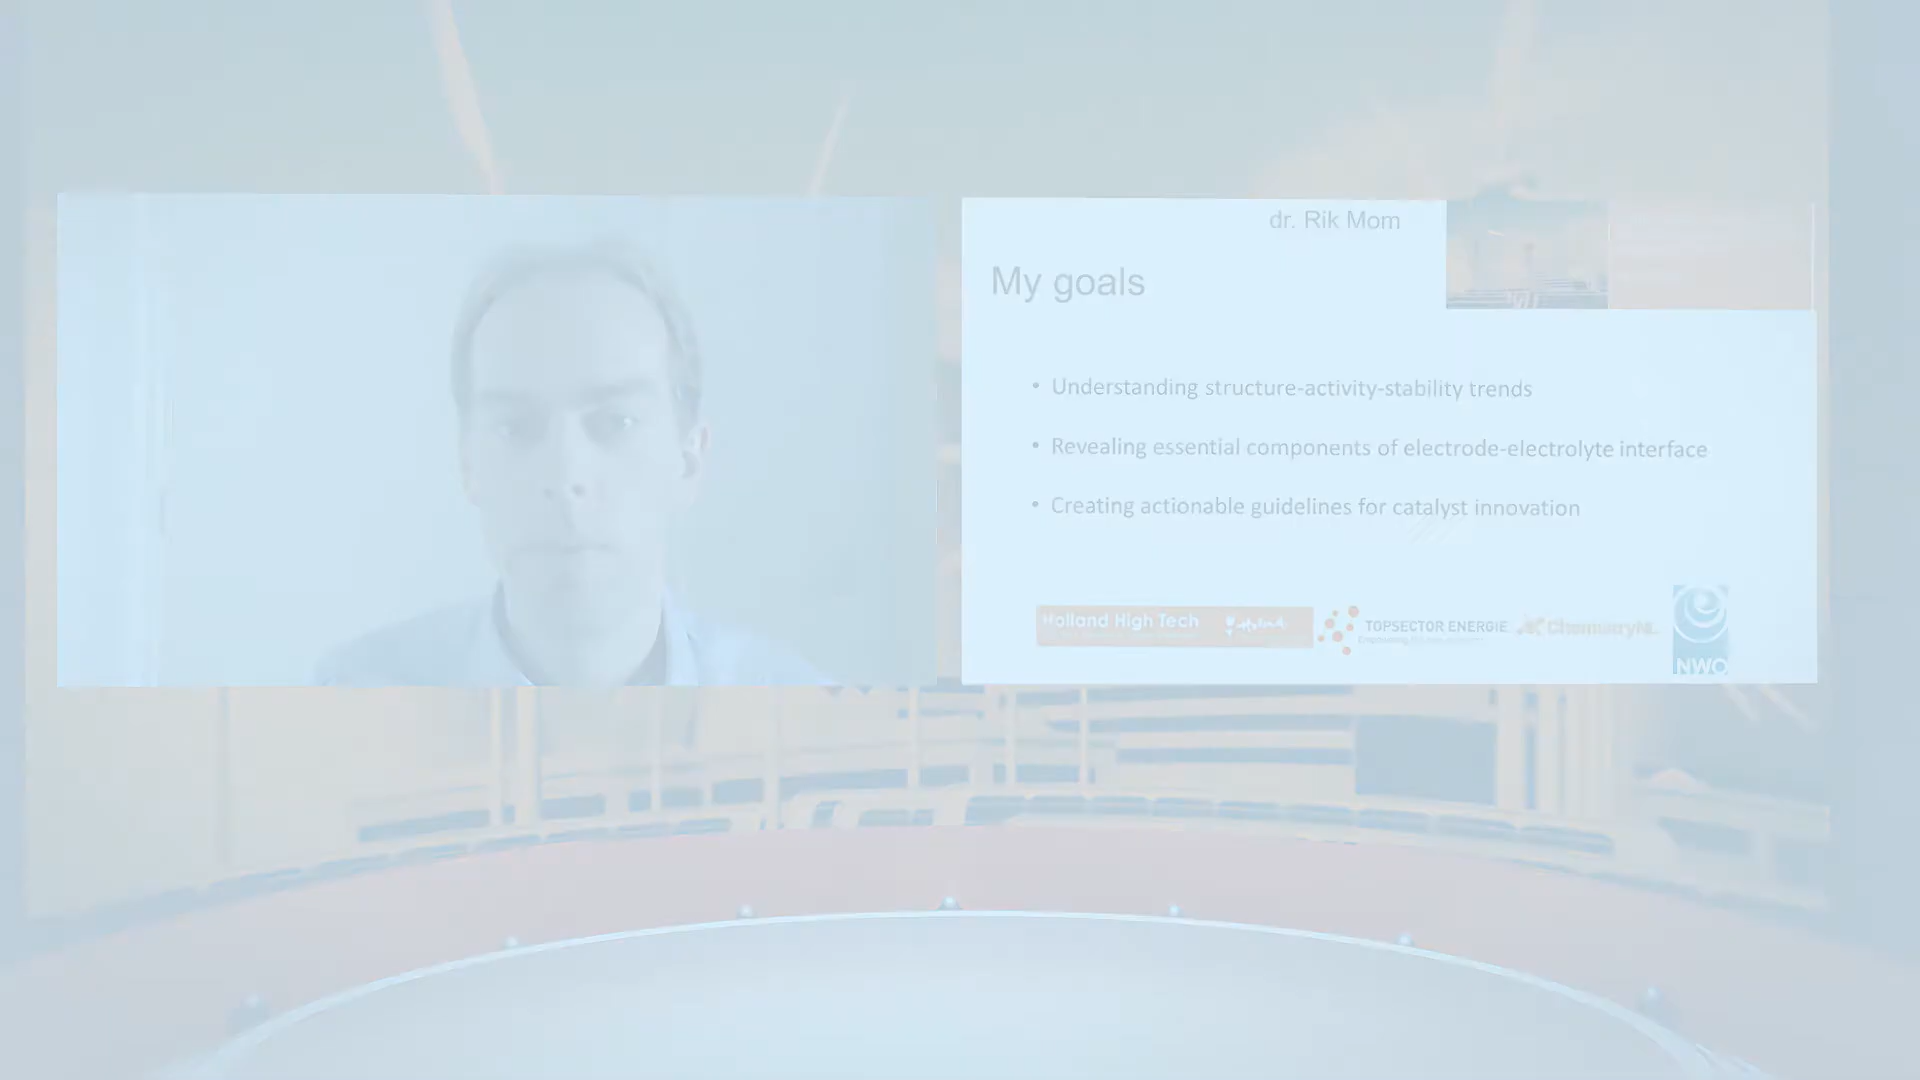 dr. Rik Mom
My goals
• Understanding structure-activity-stability trends
• Revealing essential components of electrode-electrolyte interface
• Creating actionable guidelines for catalyst innovation
Holland High Tech
Holland
TOPSECTOR ENERGIE
ChemistryNL
NWO